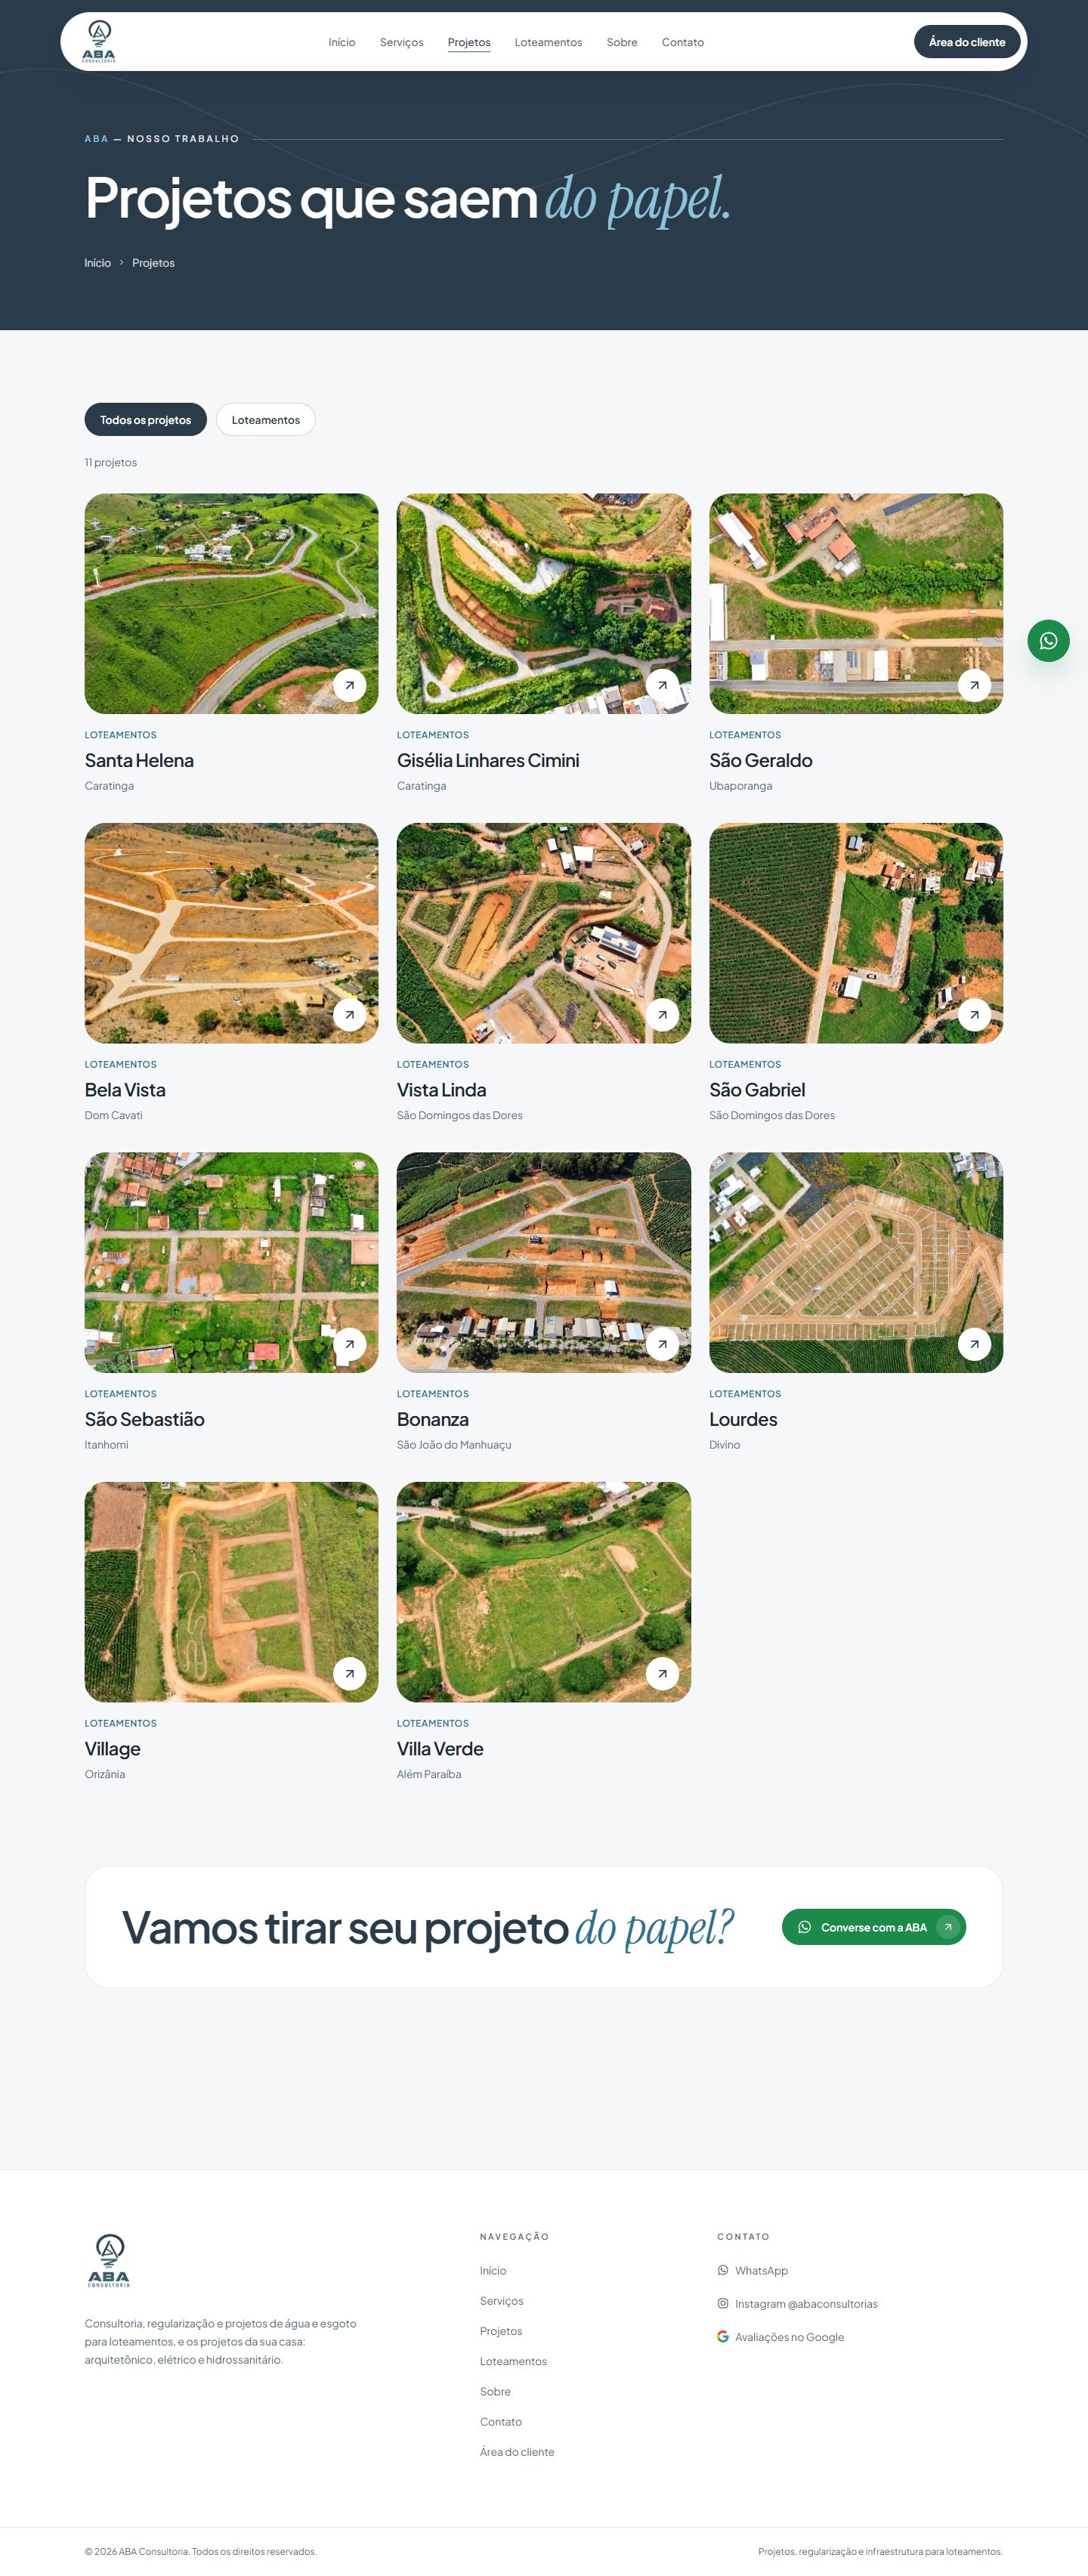 ABA
CONSULTORIA
Início
Serviços
Projetos
Loteamentos
Sobre
Contato
Área do cliente
ABA — NOSSO TRABALHO
Projetos que saem do papel.
Início
Projetos
Todos os projetos
Loteamentos
11 projetos
LOTEAMENTOS
Santa Helena
Caratinga
LOTEAMENTOS
Gisélia Linhares Cimini
Caratinga
LOTEAMENTOS
São Geraldo
Ubaporanga
LOTEAMENTOS
Bela Vista
Dom Cavati
LOTEAMENTOS
Vista Linda
São Domingos das Dores
LOTEAMENTOS
São Gabriel
São Domingos das Dores
LOTEAMENTOS
São Sebastião
Itanhomi
LOTEAMENTOS
Bonanza
São João do Manhuaçu
LOTEAMENTOS
Lourdes
Divino
LOTEAMENTOS
Village
Orizânia
LOTEAMENTOS
Villa Verde
Além Paraíba
Vamos tirar seu projeto do papel?
Converse com a ABA
ABA
CONSULTORIA
Consultoria, regularização e projetos de água e esgoto
para loteamentos, e os projetos da sua casa:
arquitetônico, elétrico e hidrossanitário.
NAVEGAÇÃO
Início
Serviços
Projetos
Loteamentos
Sobre
Contato
Área do cliente
CONTATO
WhatsApp
Instagram @abaconsultorias
Avaliações no Google
© 2026 ABA Consultoria. Todos os direitos reservados.
Projetos, regularização e infraestrutura para loteamentos.